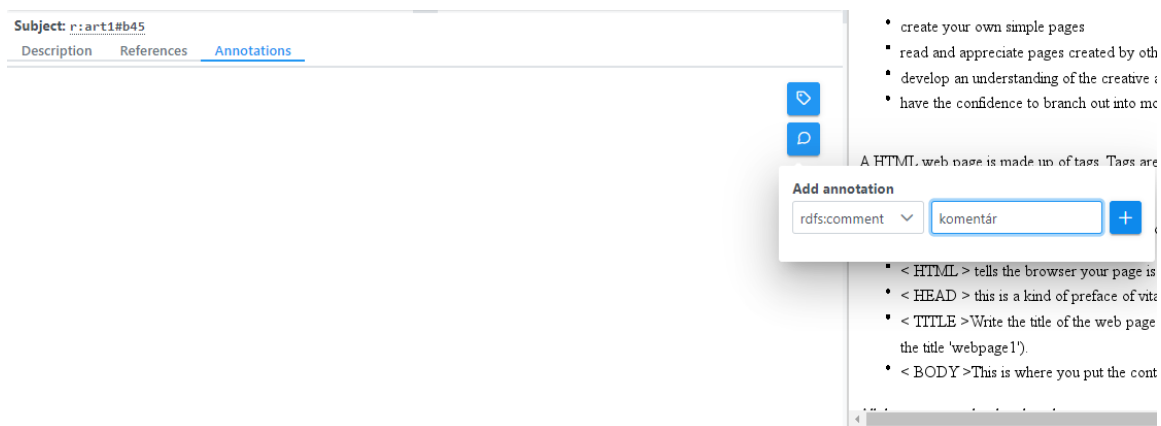 Subject: r:art1#b45
Description References Annotations
create your own simple pages
read and appreciate pages created by oth
develop an understanding of the creative a
have the confidence to branch out into mo
A HTML web page is made up of tags. Tags are
Add annotation
rdfs:comment komentár +
< HTML > tells the browser your page is
< HEAD > this is a kind of preface of vita
< TITLE >Write the title of the web page
the title 'webpage1').
< BODY >This is where you put the cont